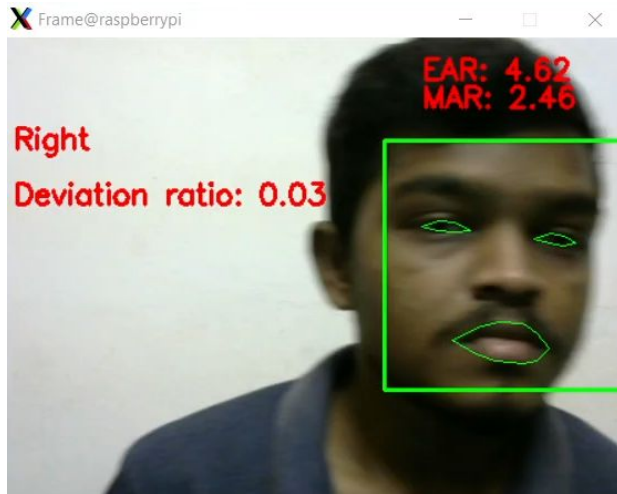 Frame@raspberrypi
EAR: 4.62
MAR: 2.46
Right
Deviation ratio: 0.03